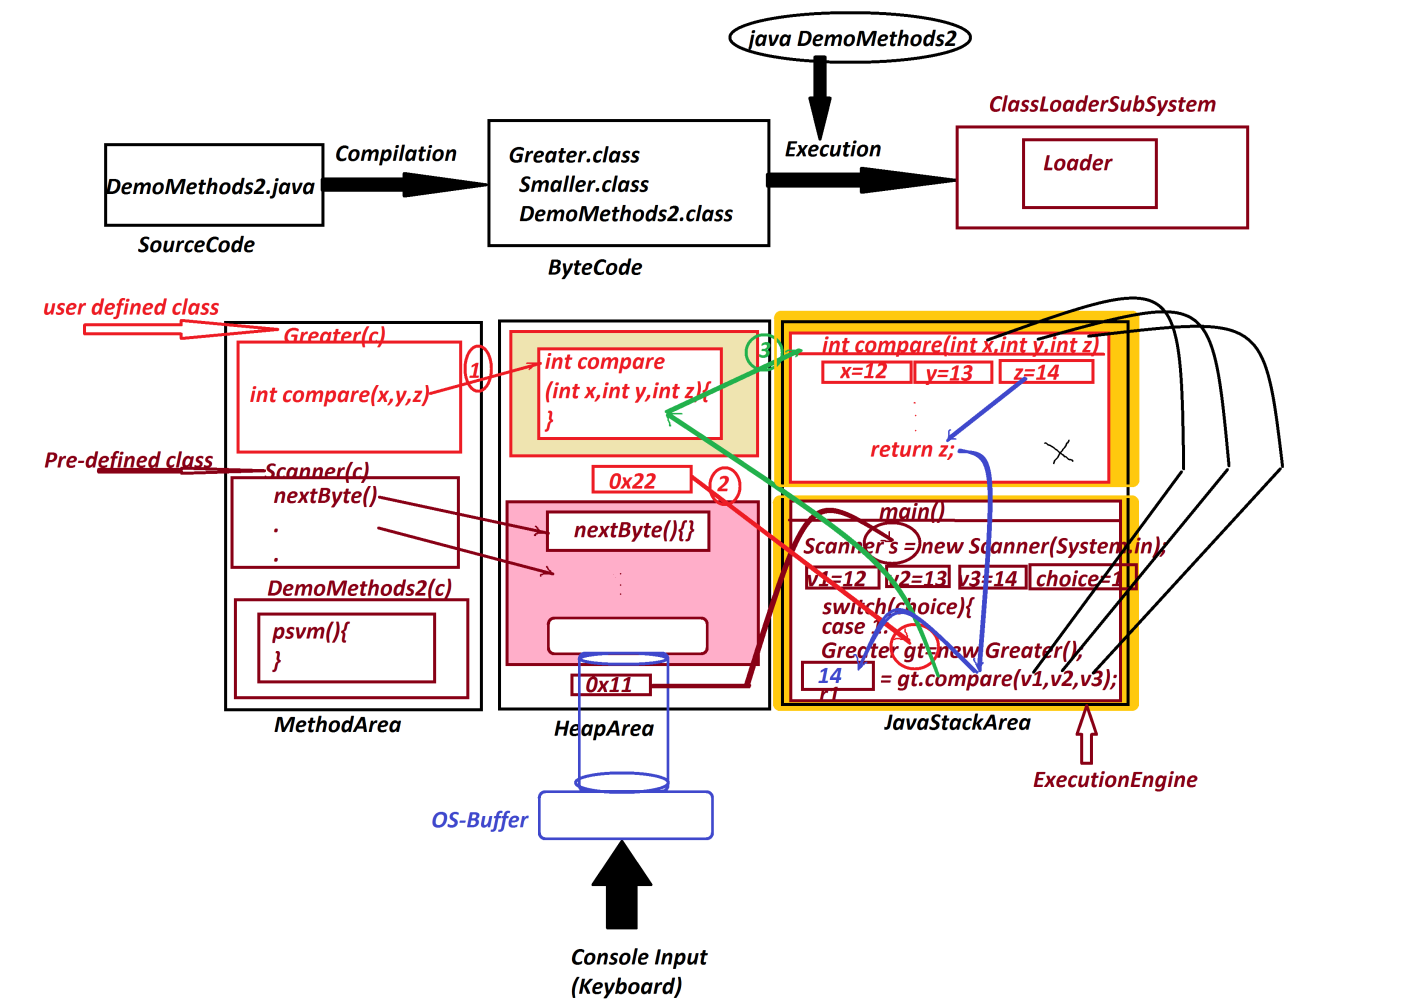 java DemoMethods2
ClassLoaderSubSystem
Compilation
Execution
Loader
DemoMethods2.java
Greater.class
Smaller.class
DemoMethods2.class
SourceCode
ByteCode
user defined class
Greater(c)
int compare(x,y,z)
1
Pre-defined class
Scanner(c)
nextByte()
.
.
DemoMethods2(c)
psvm(){
}
MethodArea
int compare
(int x,int y,int z){
}
0x22
2
3
nextByte(){}
0x11
HeapArea
int compare(int x,int y,int z)
x=12 y=13 z=14
return z;
main()
Scanner s = new Scanner(System.in);
v1=12 v2=13 v3=14 choice=1
switch(choice){
case 1:
Greater gt=new Greater();
14
r1
= gt.compare(v1,v2,v3);
JavaStackArea
ExecutionEngine
OS-Buffer
Console Input
(Keyboard)